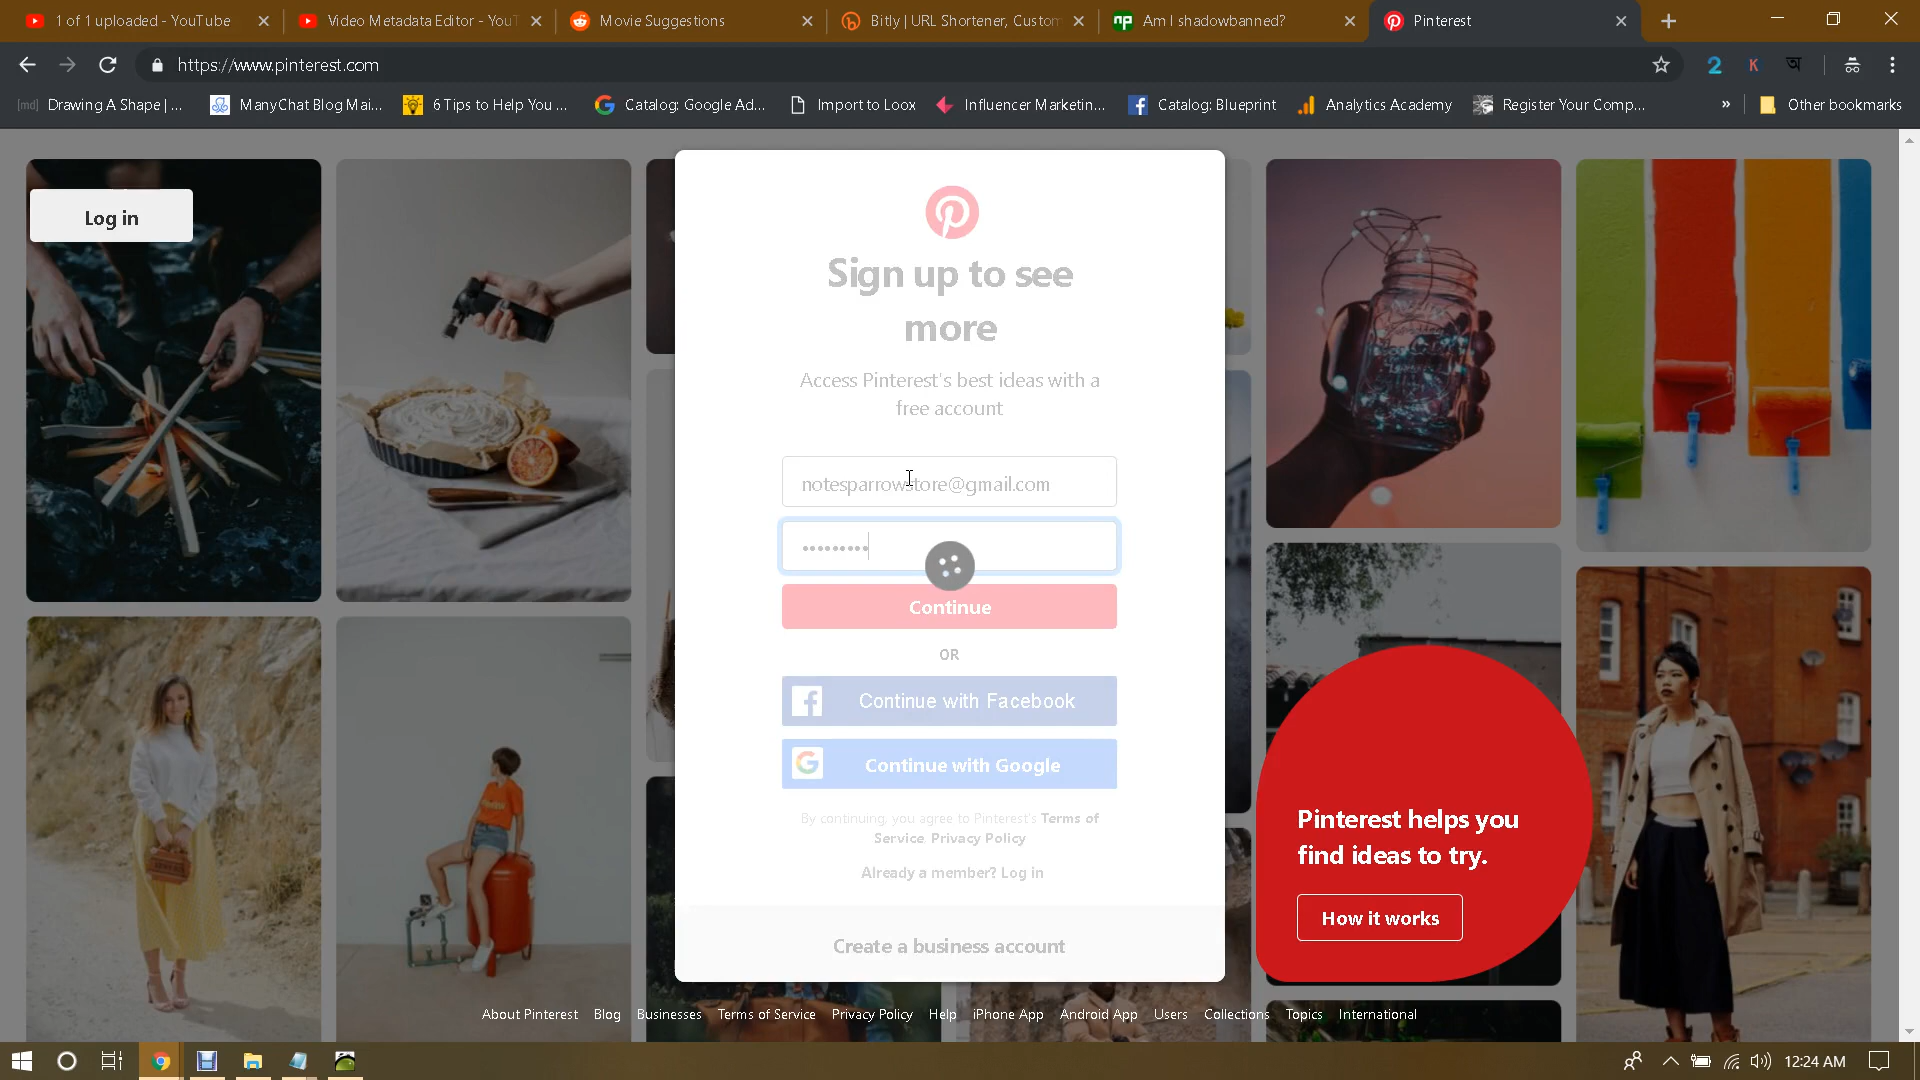 1 of 1 uploaded - YouTube
Video Metadata Editor - YouT
Movie Suggestions
Bitly | URL Shortener, Custom
Am I shadowbanned?
Pinterest
https://www.pinterest.com
Drawing A Shape | ...
ManyChat Blog Mai...
6 Tips to Help You ...
Catalog: Google Ad...
Import to Loox
Influencer Marketin...
Catalog: Blueprint
Analytics Academy
Register Your Comp...
»
Other bookmarks
Log in
Sign up to see
more
Access Pinterest's best ideas with a
free account
notesparrowstore@gmail.com
Continue
OR
Continue with Facebook
Continue with Google
By continuing, you agree to Pinterest's Terms of
Service Privacy Policy
Already a member? Log in
Create a business account
Pinterest helps you
find ideas to try.
How it works
About Pinterest Blog Businesses Terms of Service Privacy Policy Help iPhone App Android App Users Collections Topics International
12:24 AM